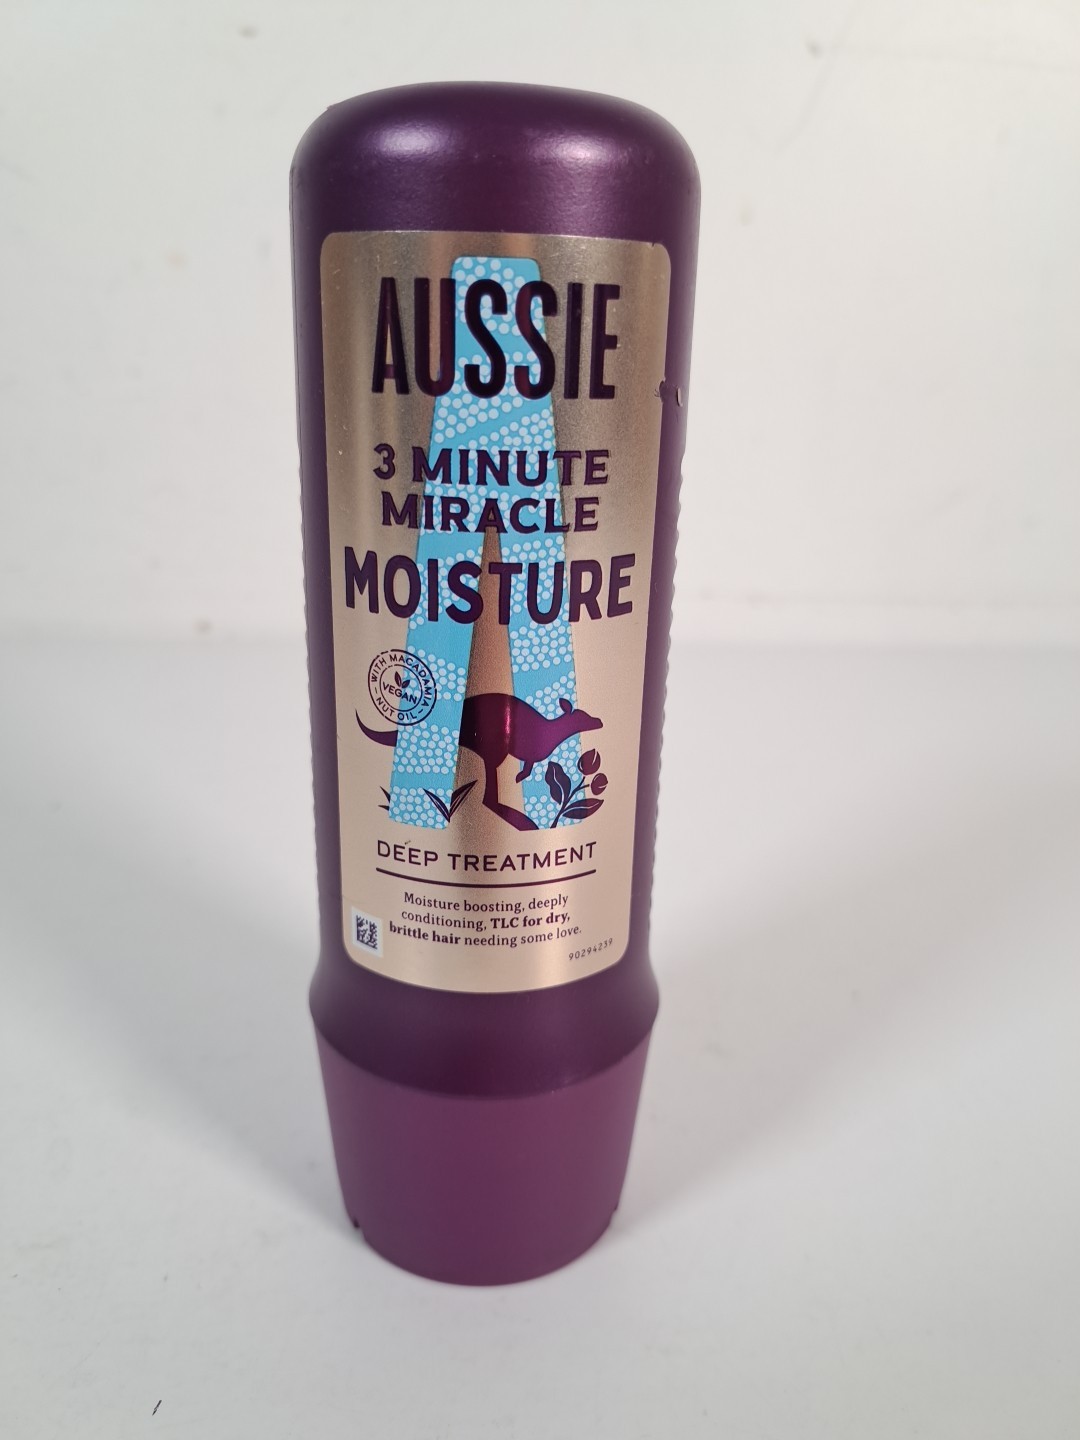 AUSSIE
3 MINUTE
MIRACLE
MOISTURE
WITH MACADAMIA
VEGAN
NUT OIL
DEEP TREATMENT
Moisture boosting, deeply
conditioning, TLC for dry,
brittle hair needing some love.
90294239